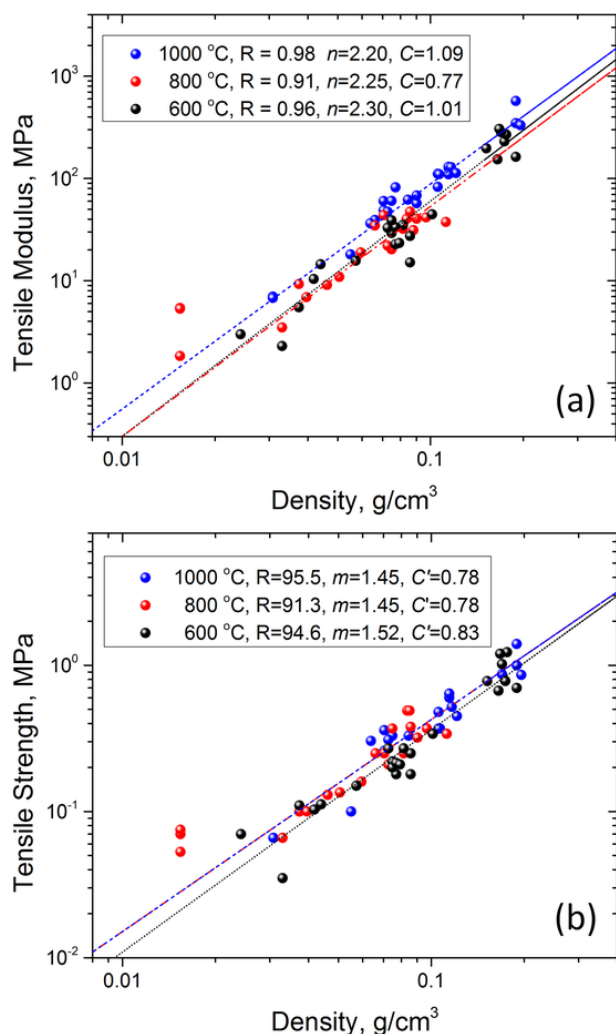 10³
10²
10¹
10⁰
Tensile Modulus, MPa
1000 °C, R = 0.98 n=2.20 C=1.09
800 °C, R = 0.91, n=2.25 C=0.77
600 °C, R = 0.96, n=2.30, C=1.01
(a)
0.01 0.1
Density, g/cm³
10⁰
10⁻¹
10⁻²
Tensile Strength, MPa
1000 °C, R=95.5, m=1.45, C'=0.78
800 °C, R=91.3, m=1.45, C'=0.78
600 °C, R=94.6, m=1.52, C'=0.83
(b)
0.01 0.1
Density, g/cm³